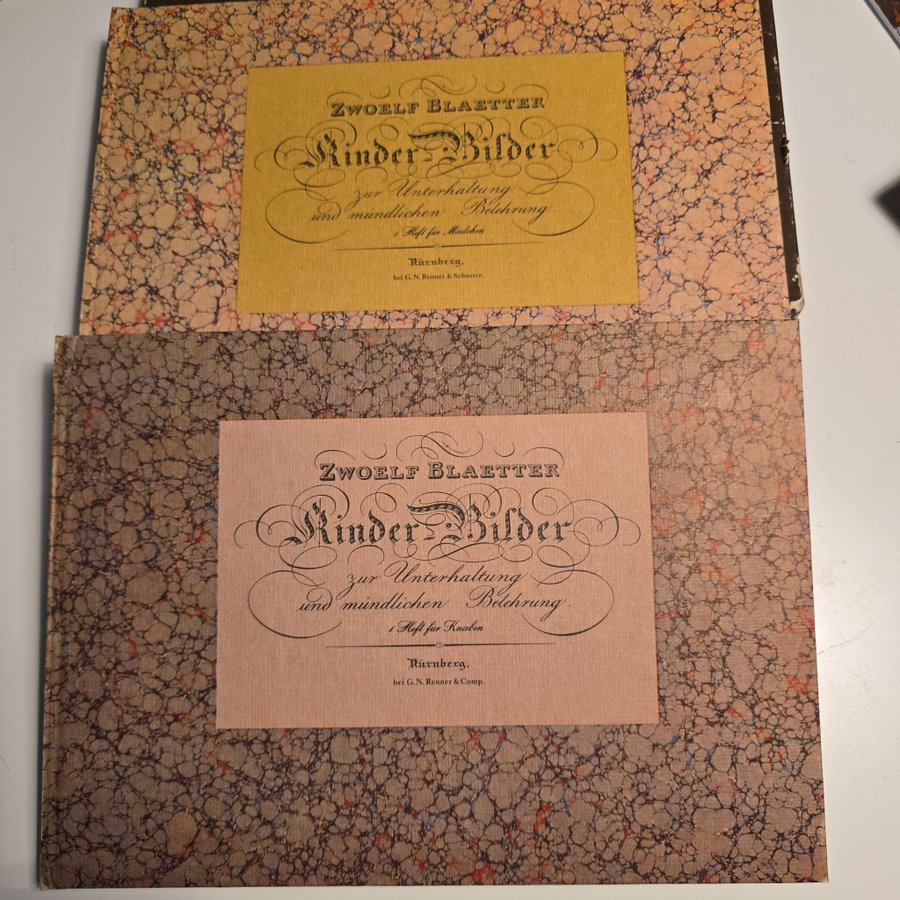 ZWOELF BLAETTER
Kinder-Bilder
zur Unterhaltung
und mündlichen Belehrung.
1 Heft für Mädchen
Nürnberg,
bei G. N. Renner & Schuster.
ZWOELF BLAETTER
Kinder-Bilder
zur Unterhaltung
und mündlichen Belehrung.
1 Heft für Knaben
Nürnberg,
bei G. N. Renner & Comp.